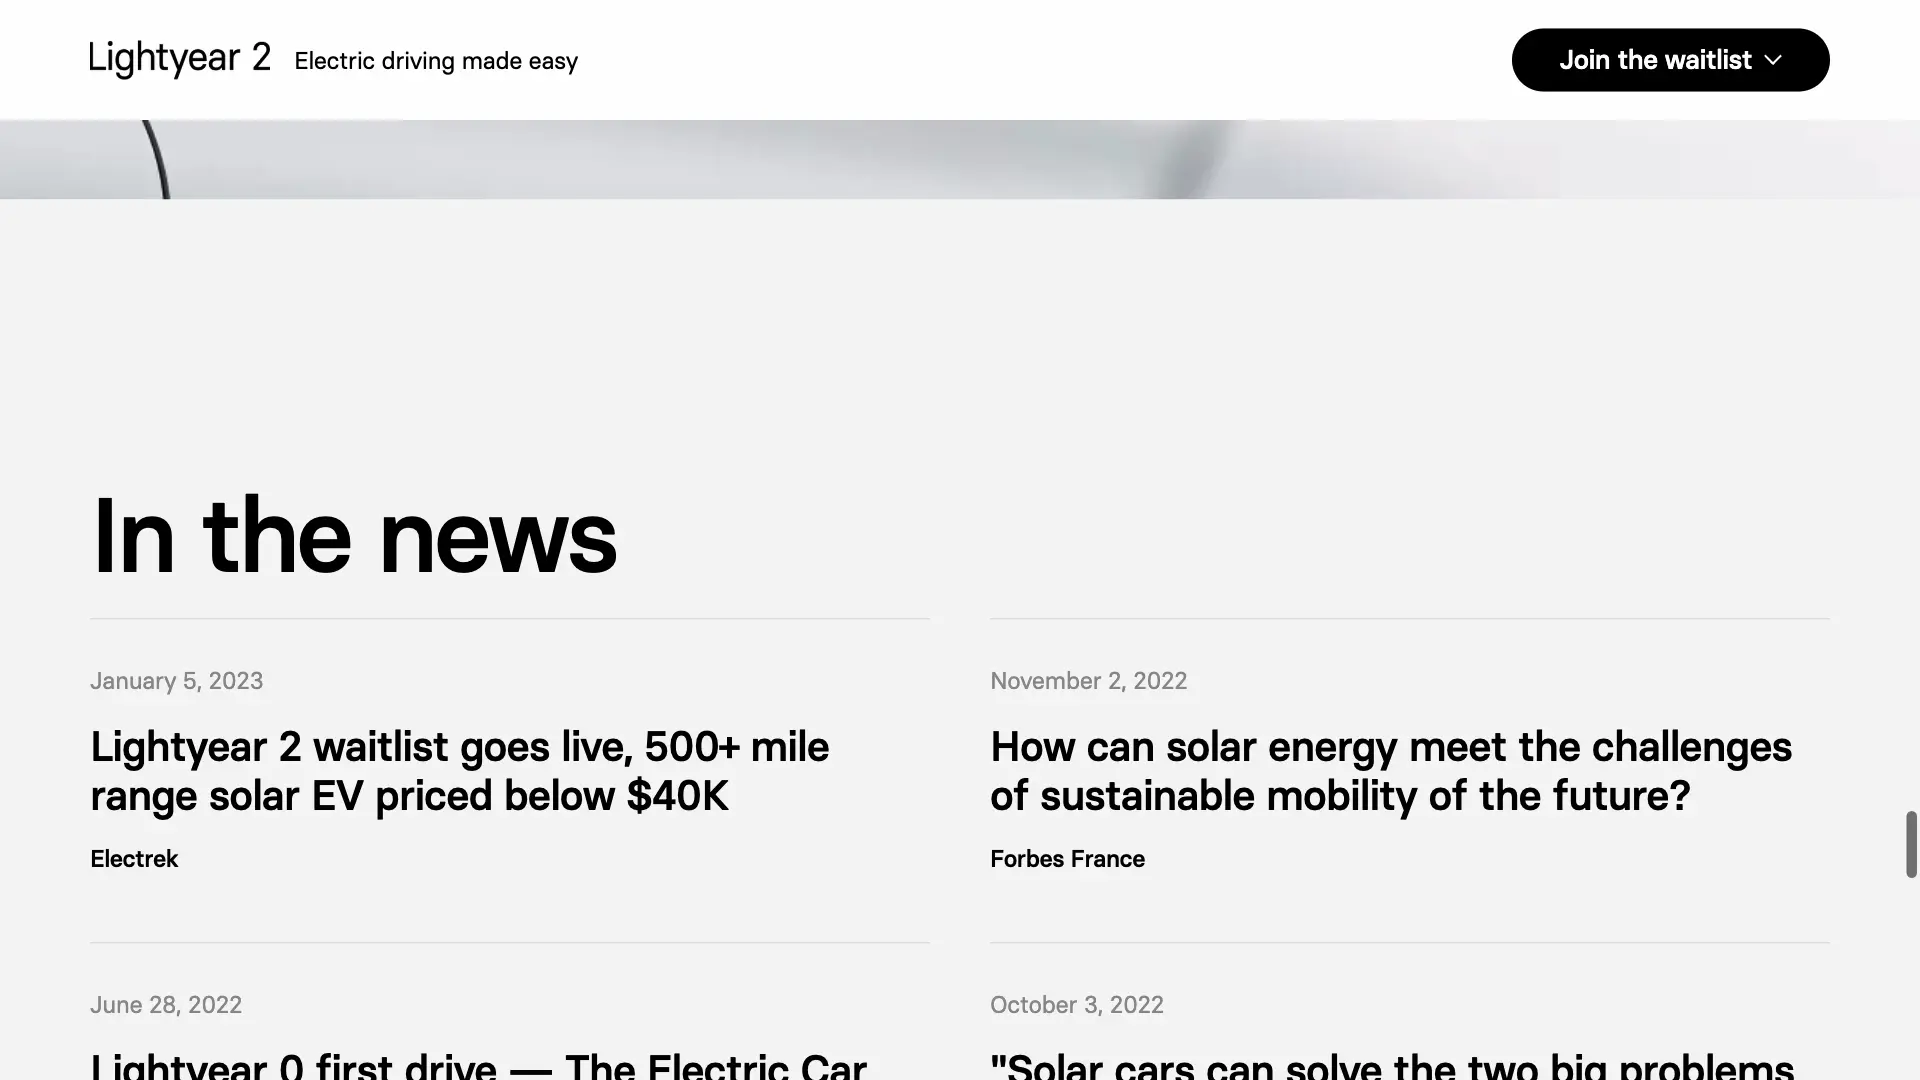 Lightyear 2 Electric driving made easy
Join the waitlist
In the news
January 5, 2023
Lightyear 2 waitlist goes live, 500+ mile
range solar EV priced below $40K
Electrek
November 2, 2022
How can solar energy meet the challenges
of sustainable mobility of the future?
Forbes France
June 28, 2022
Lightyear 0 first drive — The Electric Car
October 3, 2022
"Solar cars can solve the two big problems